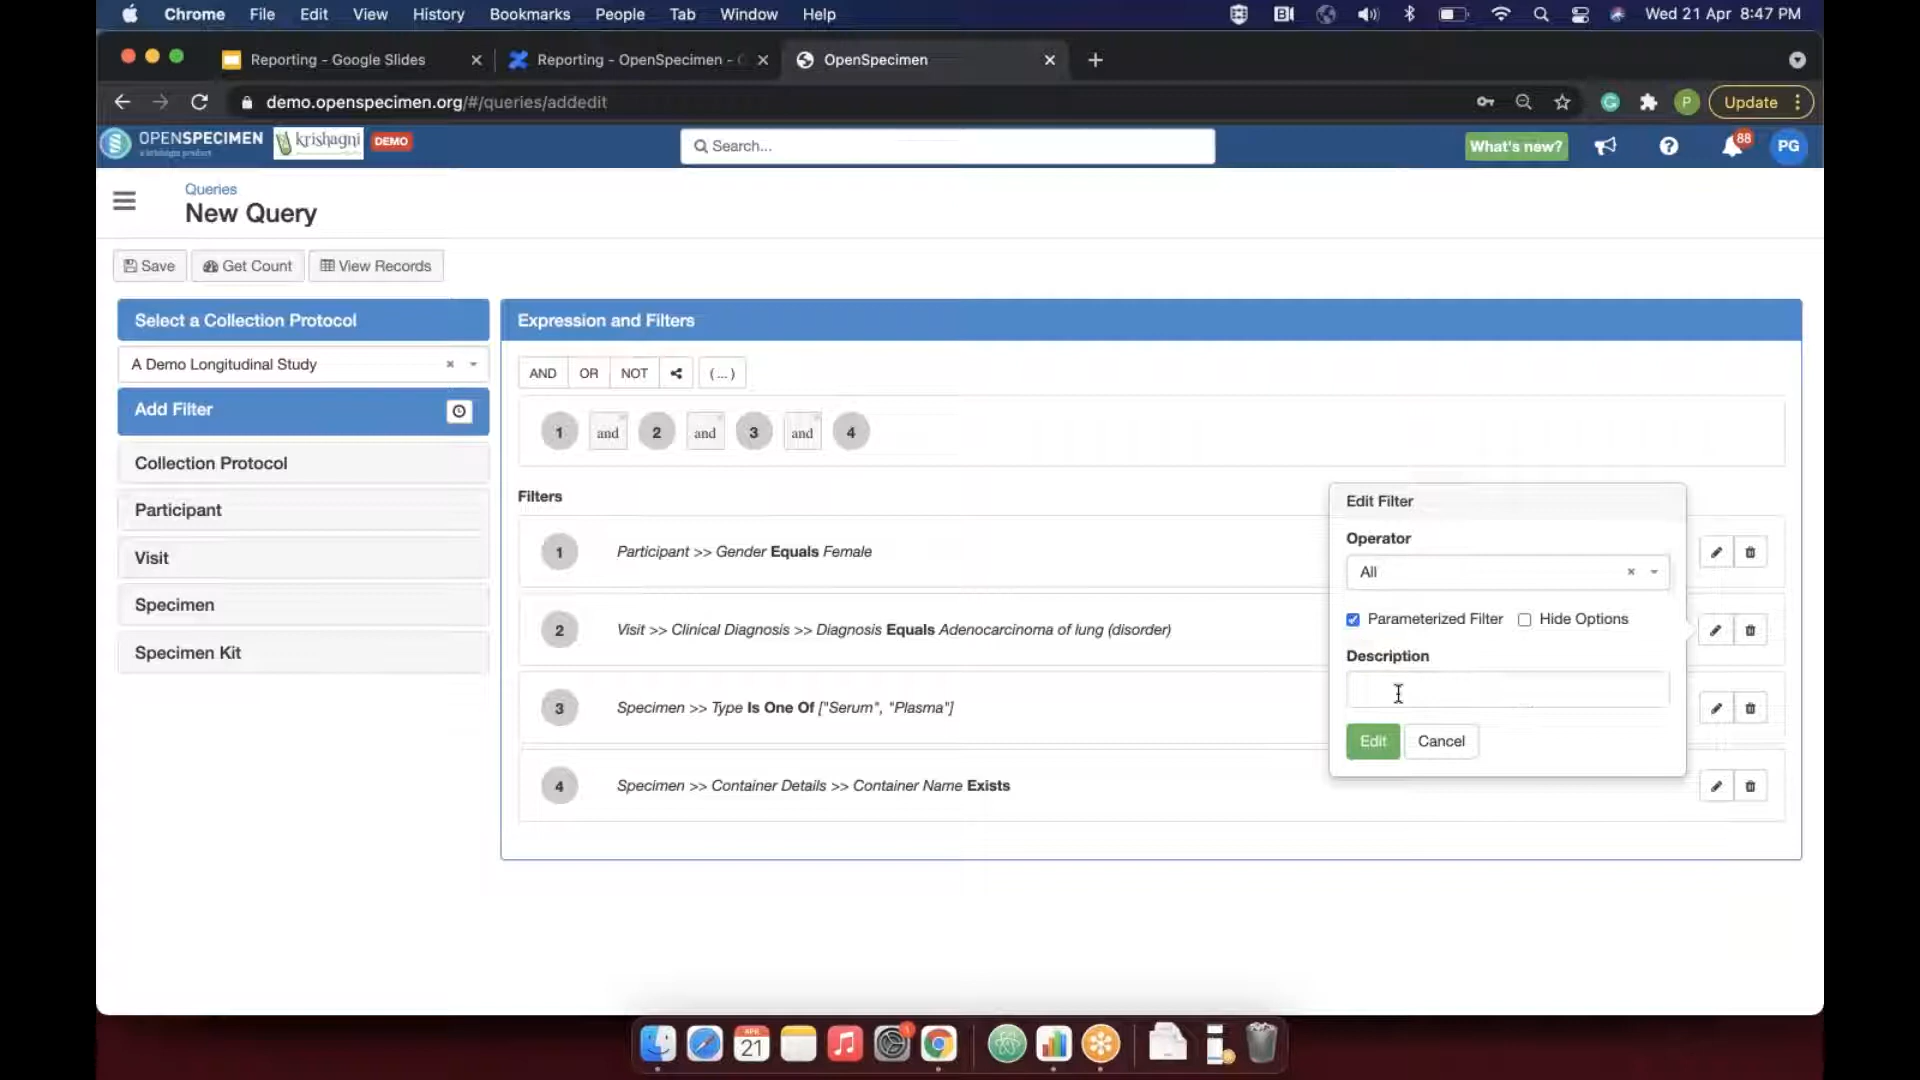 Chrome File Edit View History Bookmarks People Tab Window Help Wed 21 Apr 8:47 PM
Reporting - Google Slides Reporting - OpenSpecimen - OpenSpecimen
demo.openspecimen.org/#/queries/addedit P Update
OPENSPECIMEN krishagni DEMO Search... What's new? 88 PG
Queries
New Query
Save Get Count View Records
Select a Collection Protocol Expression and Filters
A Demo Longitudinal Study AND OR NOT (...)
Add Filter 1 and 2 and 3 and 4
Collection Protocol
Participant
Visit
Specimen
Specimen Kit
Filters
1 Participant >> Gender Equals Female
2 Visit >> Clinical Diagnosis >> Diagnosis Equals Adenocarcinoma of lung (disorder)
3 Specimen >> Type Is One Of ["Serum", "Plasma"]
4 Specimen >> Container Details >> Container Name Exists
Edit Filter
Operator
All
Parameterized Filter Hide Options
Description
Edit Cancel
APR
21
1